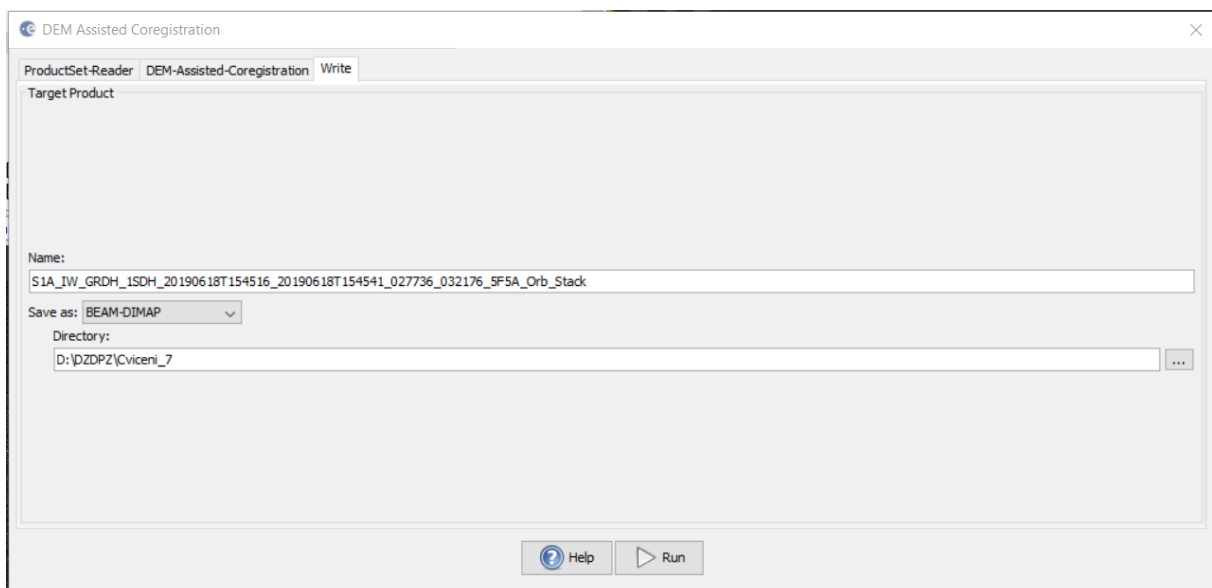 DEM Assisted Coregistration
ProductSet-Reader DEM-Assisted-Coregistration Write
Target Product
Name:
S1A_IW_GRDH_1SDH_20190618T154516_20190618T154541_027736_032176_5F5A_Orb_Stack
Save as: BEAM-DIMAP
Directory:
D:\DZDPZ\Cviceni_7
...
Help Run